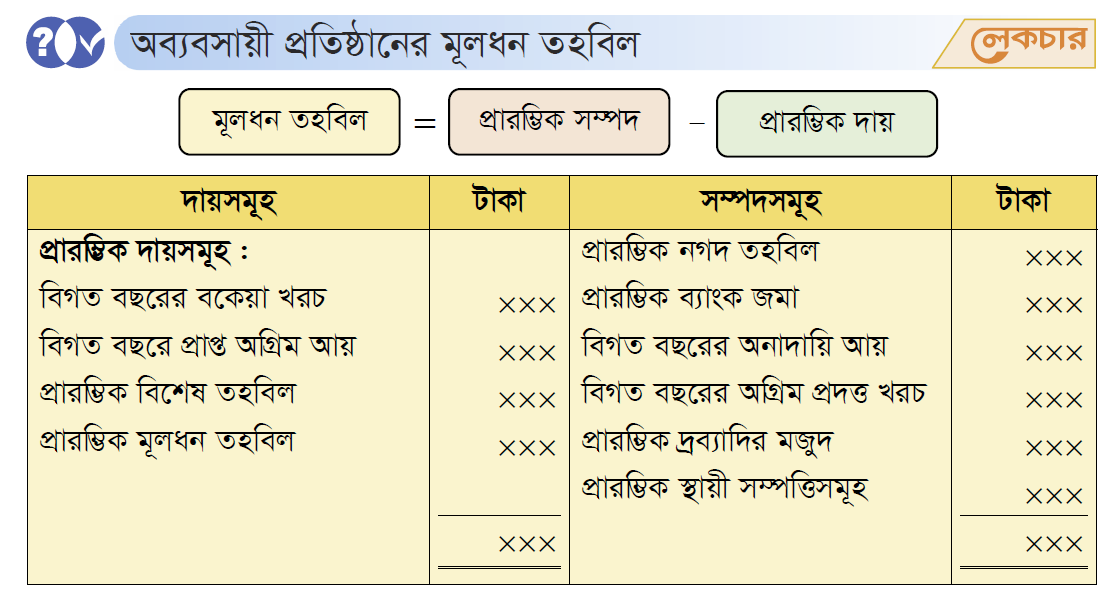 অব্যবসায়ী প্রতিষ্ঠানের মূলধন তহবিল
লেকচার
মূলধন তহবিল = প্রারম্ভিক সম্পদ – প্রারম্ভিক দায়
দায়সমূহ টাকা সম্পদসমূহ টাকা
প্রারম্ভিক দায়সমূহ : প্রারম্ভিক নগদ তহবিল ×××
বিগত বছরের বকেয়া খরচ ××× প্রারম্ভিক ব্যাংক জমা ×××
বিগত বছরে প্রাপ্ত অগ্রিম আয় ××× বিগত বছরের অনাদায়ি আয় ×××
প্রারম্ভিক বিশেষ তহবিল ××× বিগত বছরের অগ্রিম প্রদত্ত খরচ ×××
প্রারম্ভিক মূলধন তহবিল ××× প্রারম্ভিক দ্রব্যাদির মজুদ ×××
প্রারম্ভিক স্থায়ী সম্পত্তিসমূহ ×××
××× ×××